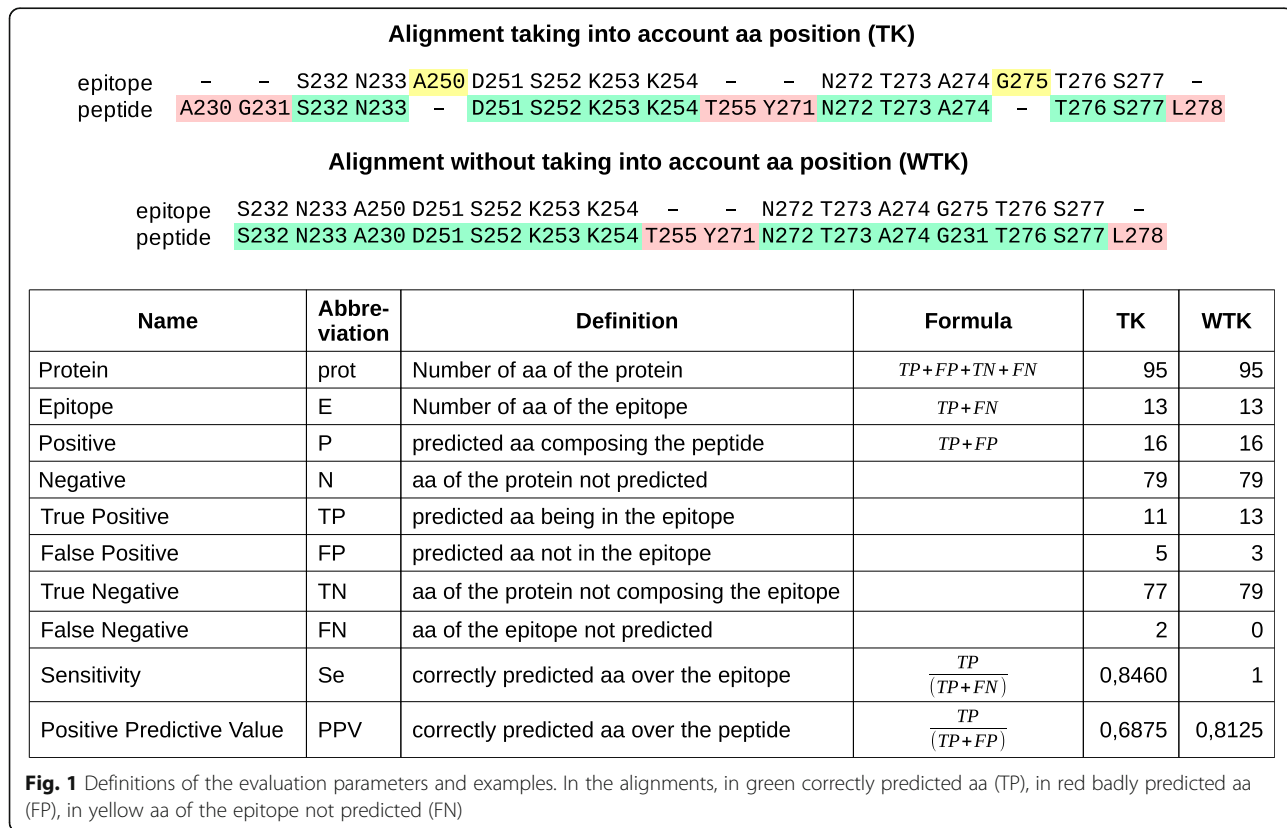 Alignment taking into account aa position (TK)
epitope – – S232 N233 A250 D251 S252 K253 K254 – – N272 T273 A274 G275 T276 S277 –
peptide A230 G231 S232 N233 – D251 S252 K253 K254 T255 Y271 N272 T273 A274 – T276 S277 L278
Alignment without taking into account aa position (WTK)
epitope S232 N233 A250 D251 S252 K253 K254 – – N272 T273 A274 G275 T276 S277 –
peptide S232 N233 A230 D251 S252 K253 K254 T255 Y271 N272 T273 A274 G231 T276 S277 L278
Name Abbre-viation Definition Formula TK WTK
Protein prot Number of aa of the protein TP+FP+TN+FN 95 95
Epitope E Number of aa of the epitope TP+FN 13 13
Positive P predicted aa composing the peptide TP+FP 16 16
Negative N aa of the protein not predicted 79 79
True Positive TP predicted aa being in the epitope 11 13
False Positive FP predicted aa not in the epitope 5 3
True Negative TN aa of the protein not composing the epitope 77 79
False Negative FN aa of the epitope not predicted 2 0
Sensitivity Se correctly predicted aa over the epitope TP/(TP+FN) 0,8460 1
Positive Predictive Value PPV correctly predicted aa over the peptide TP/(TP+FP) 0,6875 0,8125
Fig. 1 Definitions of the evaluation parameters and examples. In the alignments, in green correctly predicted aa (TP), in red badly predicted aa
(FP), in yellow aa of the epitope not predicted (FN)